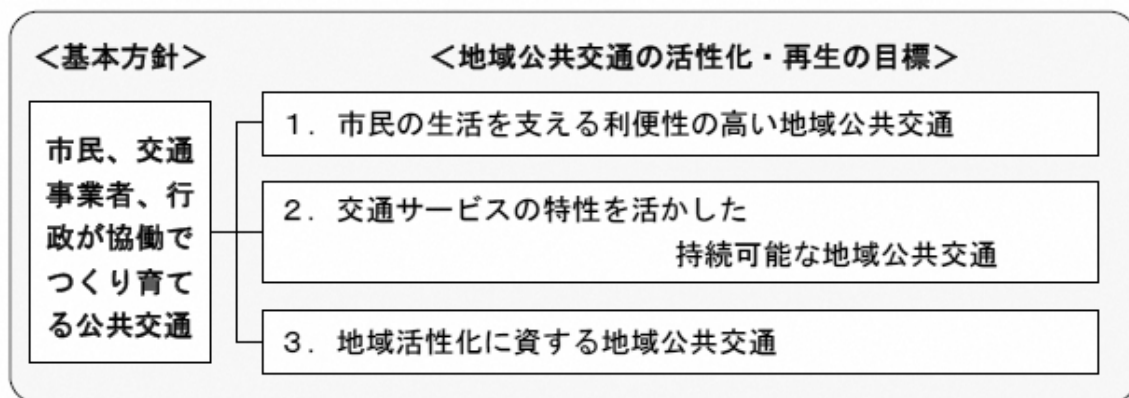 ＜基本方針＞
＜地域公共交通の活性化・再生の目標＞
市民、交通
事業者、行
政が協働で
つくり育て
る公共交通
１．市民の生活を支える利便性の高い地域公共交通
２．交通サービスの特性を活かした
持続可能な地域公共交通
３．地域活性化に資する地域公共交通